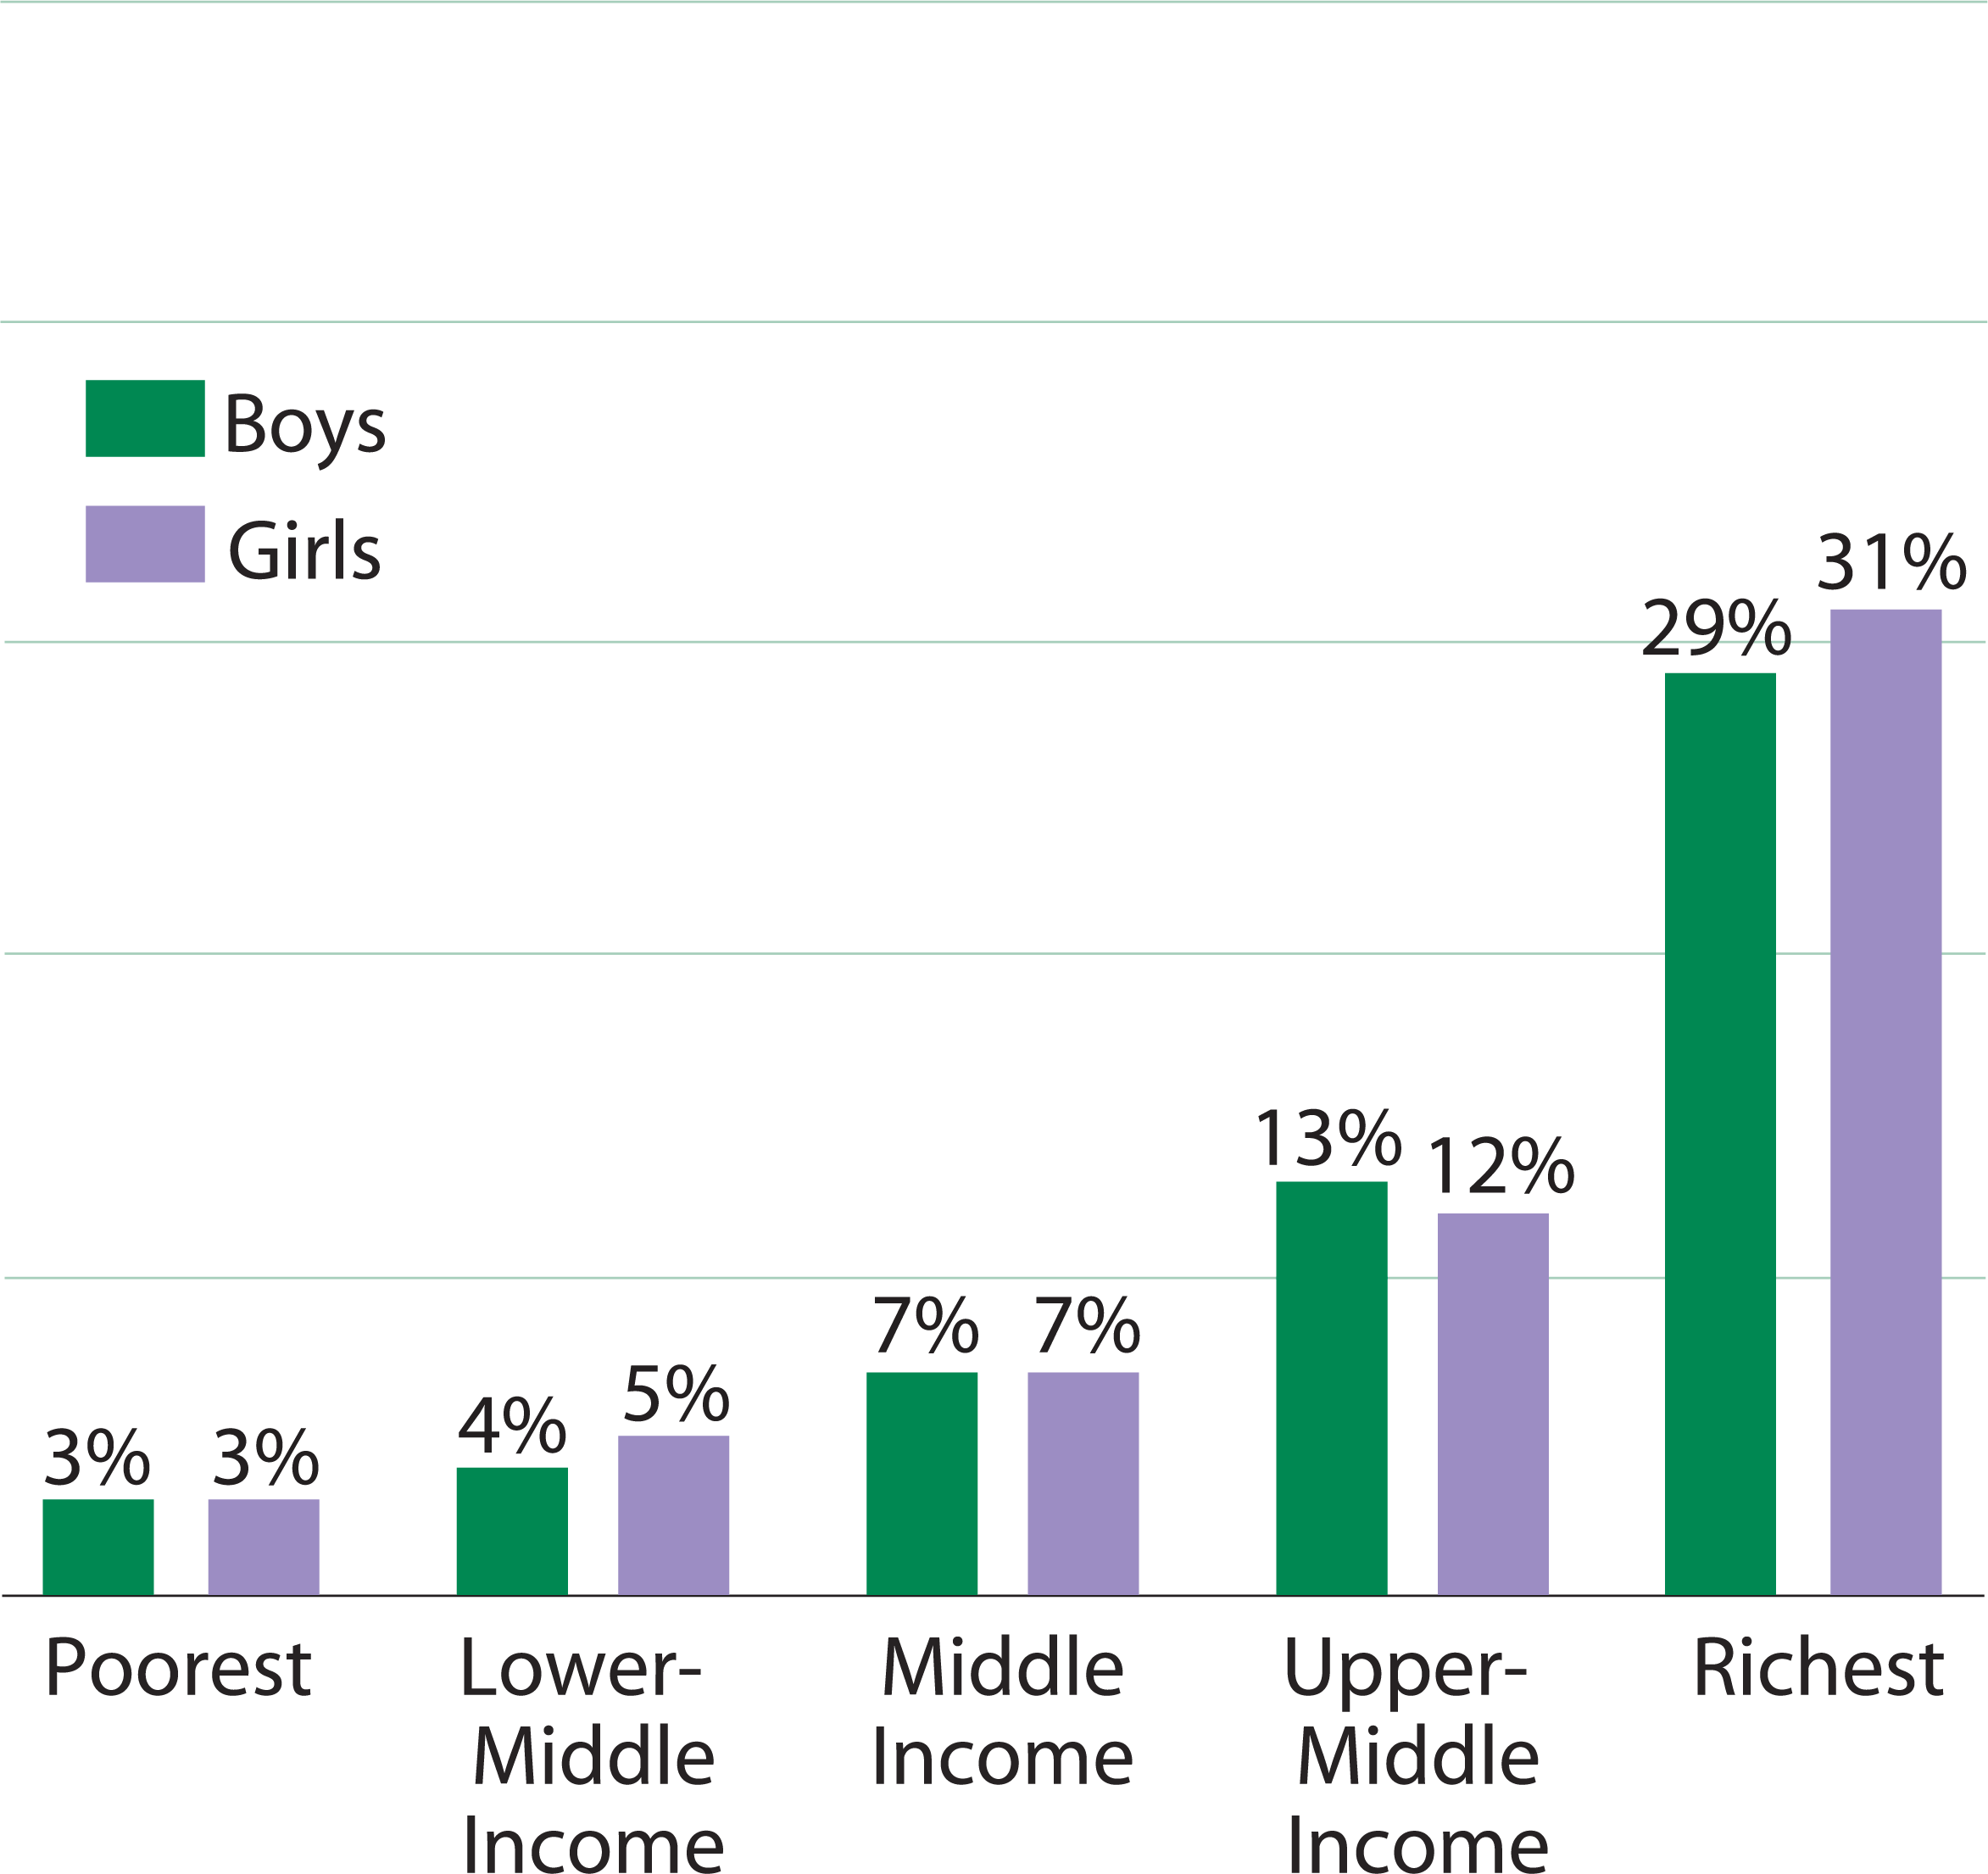 Boys
Girls
3%
3%
4%
5%
7%
7%
13%
12%
29%
31%
Poorest
Lower-
Middle
Income
Middle
Income
Upper-
Middle
Income
Richest